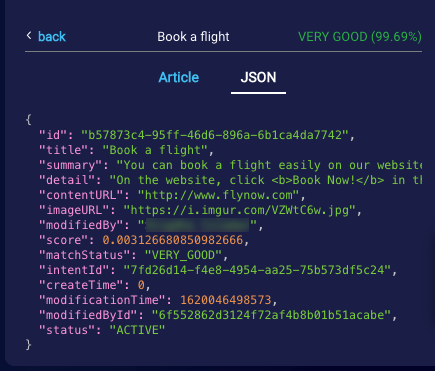 < back Book a flight VERY GOOD (99.69%)
Article JSON
{
"id": "b57873c4-95ff-46d6-896a-6b1ca4da7742",
"title": "Book a flight",
"summary": "You can book a flight easily on our website
"detail": "On the website, click <b>Book Now!</b> in th
"contentURL": "http://www.flynow.com",
"imageURL": "https://i.imgur.com/VZWtC6w.jpg",
"modifiedBy": " ",
"score": 0.003126680850982666,
"matchStatus": "VERY_GOOD",
"intentId": "7fd26d14-f4e8-4954-aa25-75b573df5c24",
"createTime": 0,
"modificationTime": 1620046498573,
"modifiedById": "6f552862d3124f72af4b8b01b51acabe",
"status": "ACTIVE"
}